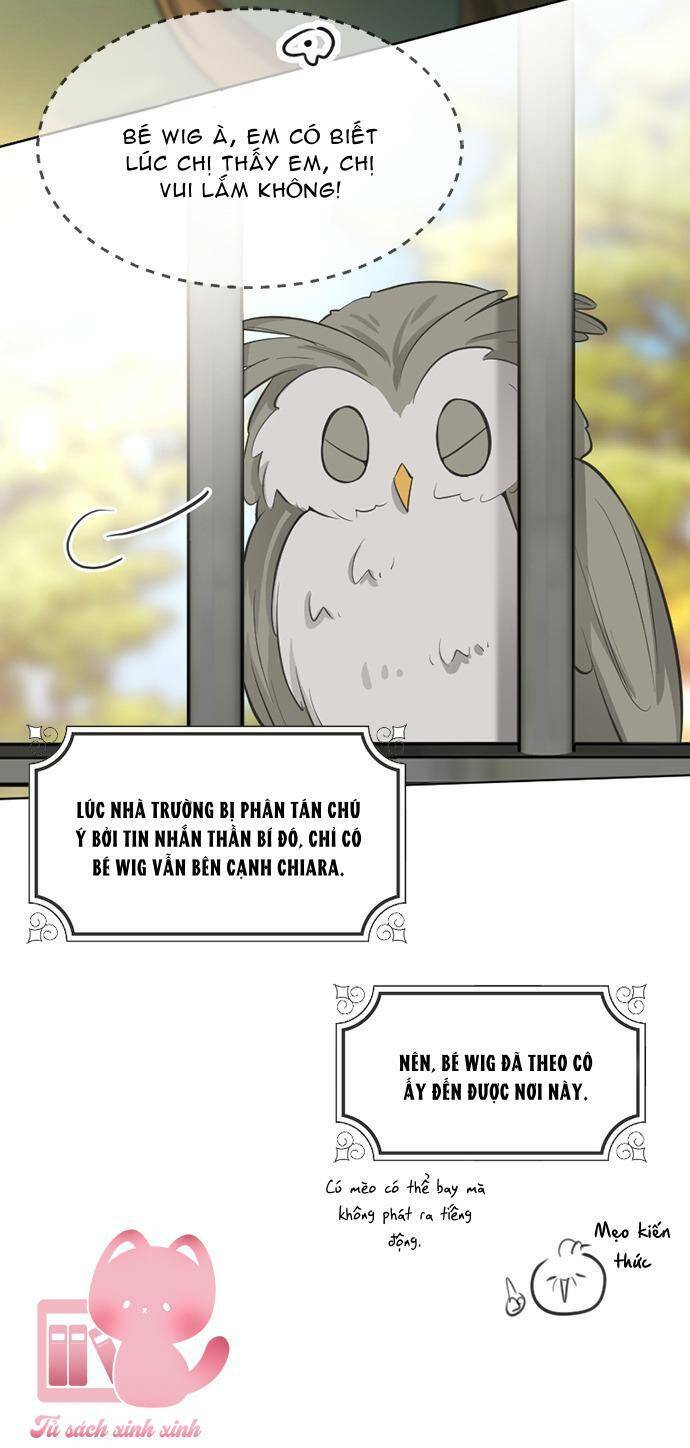 BÉ WIG À, EM CÓ BIẾT
LÚC CHỊ THẤY EM, CHỊ
VUI LẮM KHÔNG!
LÚC NHÀ TRƯỜNG BỊ PHÂN TÁN CHÚ
Ý BỞI TIN NHẮN THẦN BÍ ĐÓ, CHỈ CÓ
BÉ WIG VẪN BÊN CẠNH CHIARA.
NÊN, BÉ WIG ĐÃ THEO CÔ
ẤY ĐẾN ĐƯỢC NƠI NÀY.
Cú mèo có thể bay mà
không phát ra tiếng
động.
Mẹo kiến
thức
Tủ sách xinh xinh